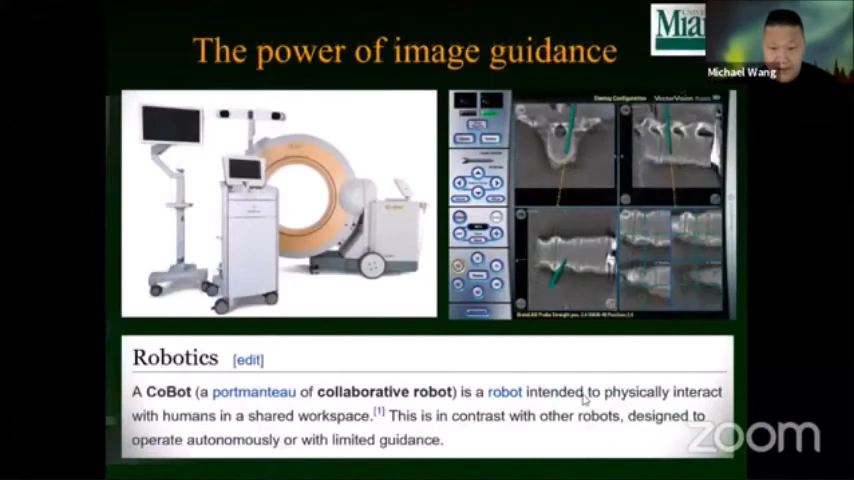 The power of image guidance
Mia
Michael Wang
Robotics [edit]
A CoBot (a portmanteau of collaborative robot) is a robot intended to physically interact
with humans in a shared workspace.[1] This is in contrast with other robots, designed to
operate autonomously or with limited guidance.
zoom